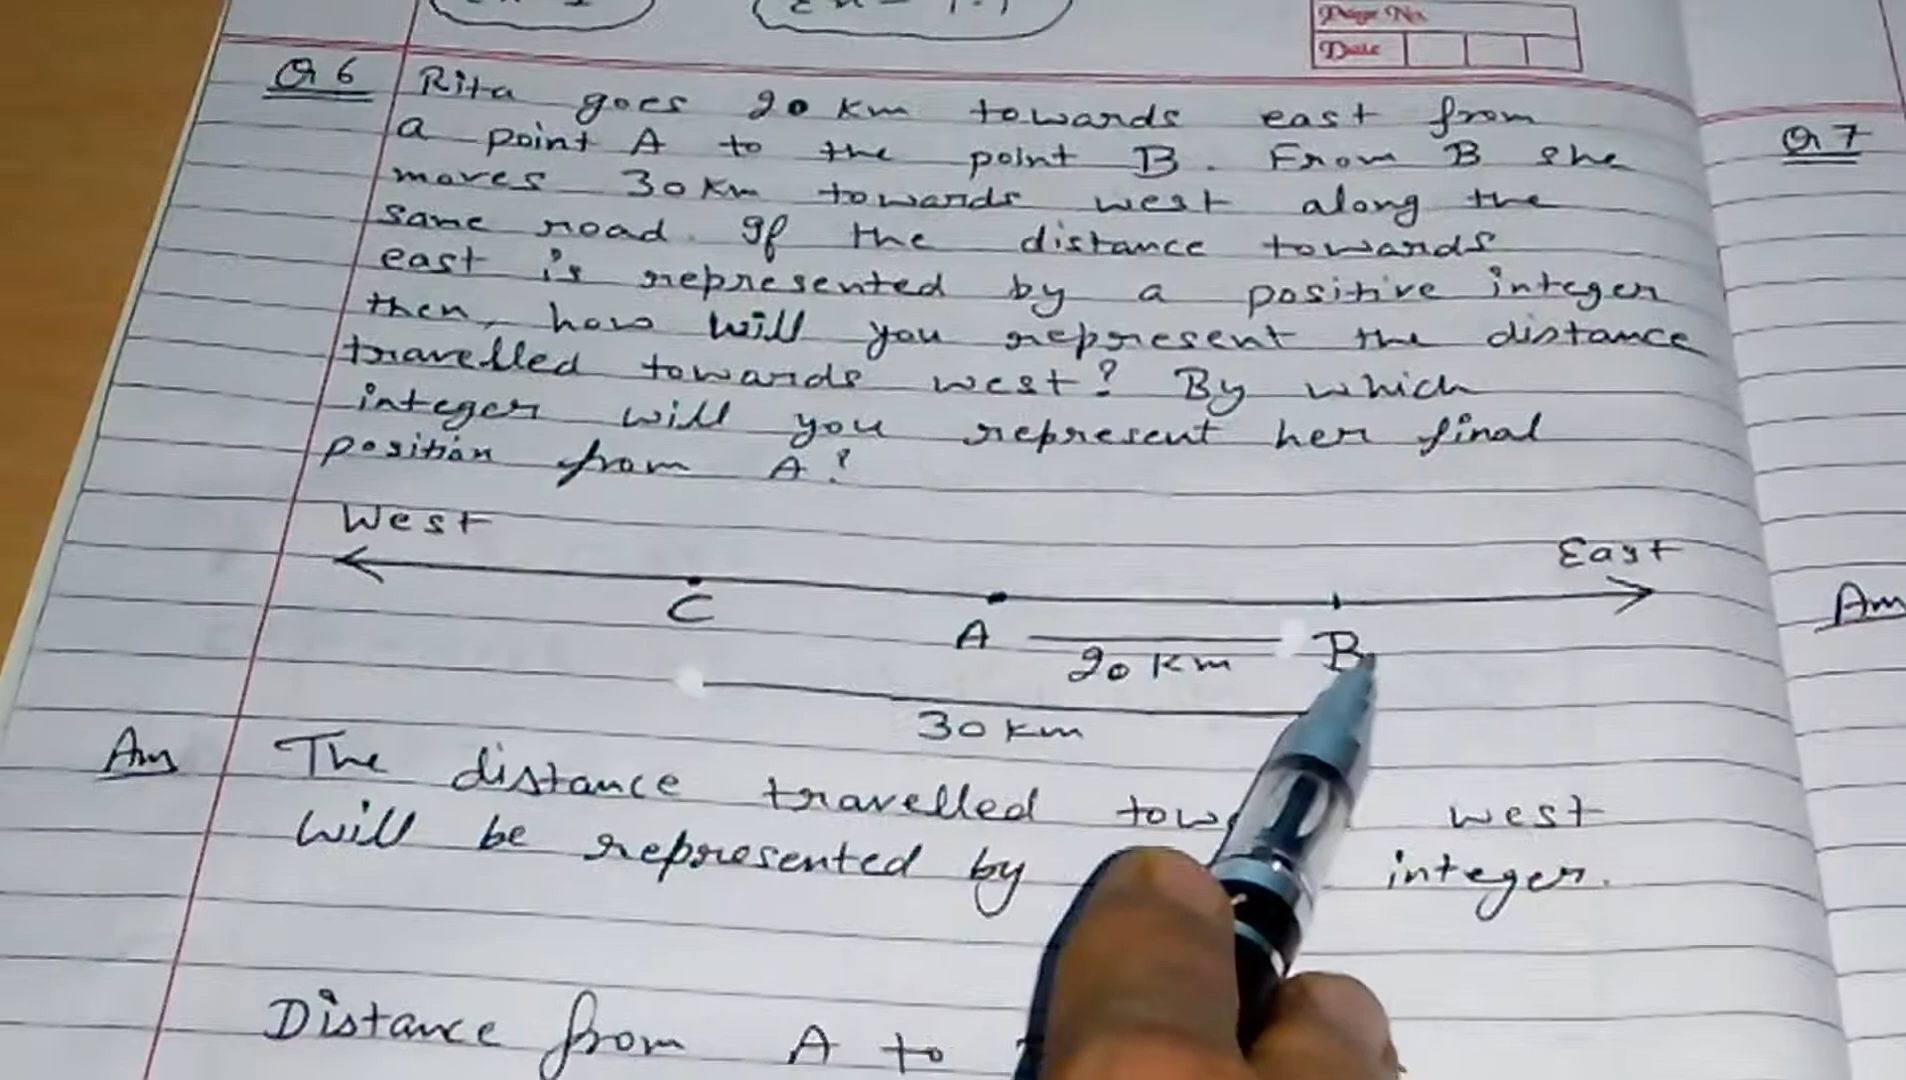 Page No.
Date
Q 6
Rita goes 20 km towards east from
a point A to the point B. From B she
moves 30 km towards west along the
same road. If the distance towards
east is represented by a positive integer
then, how will you represent the distance
travelled towards west? By which
integer will you represent her final
position from A?
West
East
C
A
B
20 km
30 km
Ans
The distance travelled west
will be represented by integer.
Distance from A to
Q 7
Ans